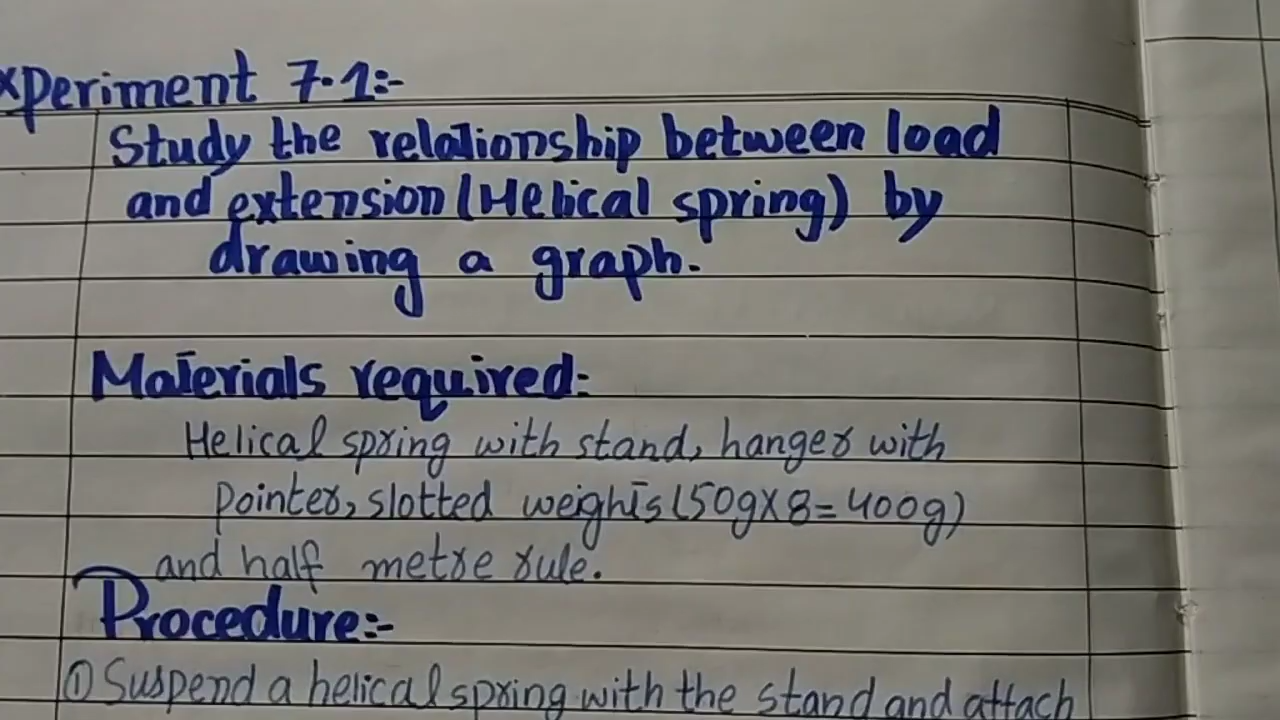 xperiment 7.1:-
Study the relationship between load
and extension (Helical spring) by
drawing a graph.
Materials required:
Helical spring with stand, hanger with
Pointer, slotted weights (50g×8=400g)
and half metre rule.
Procedure:-
① Suspend a helical spring with the stand and attach